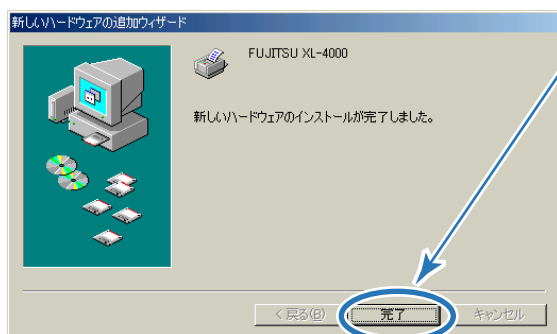 新しいハードウェアの追加ウィザード
FUJITSU XL-4000
新しいハードウェアのインストールが完了しました。
< 戻る(B)
完了
キャンセル